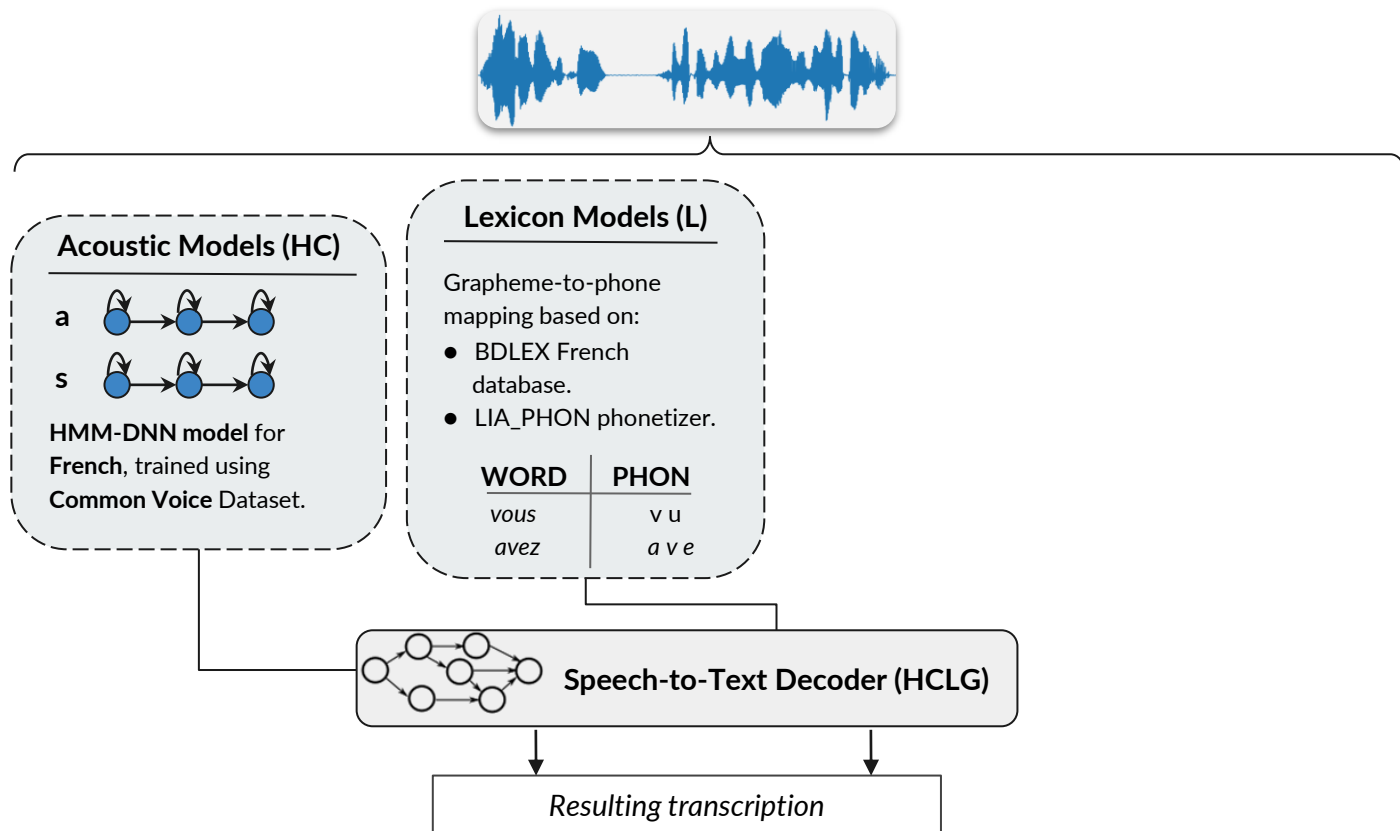 Acoustic Models (HC)
a
s
HMM-DNN model for
French, trained using
Common Voice Dataset.
Lexicon Models (L)
Grapheme-to-phone
mapping based on:
● BDLEX French
database.
● LIA_PHON phonetizer.
WORD PHON
vous v u
avez a v e
Speech-to-Text Decoder (HCLG)
Resulting transcription